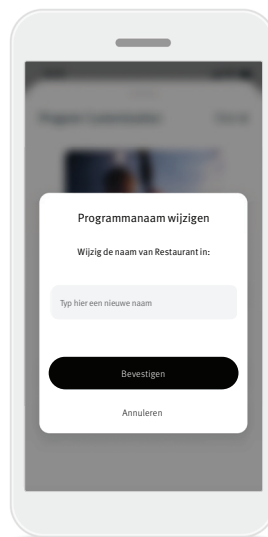 Programmanaam wijzigen
Wijzig de naam van Restaurant in:
Typ hier een nieuwe naam
Bevestigen
Annuleren